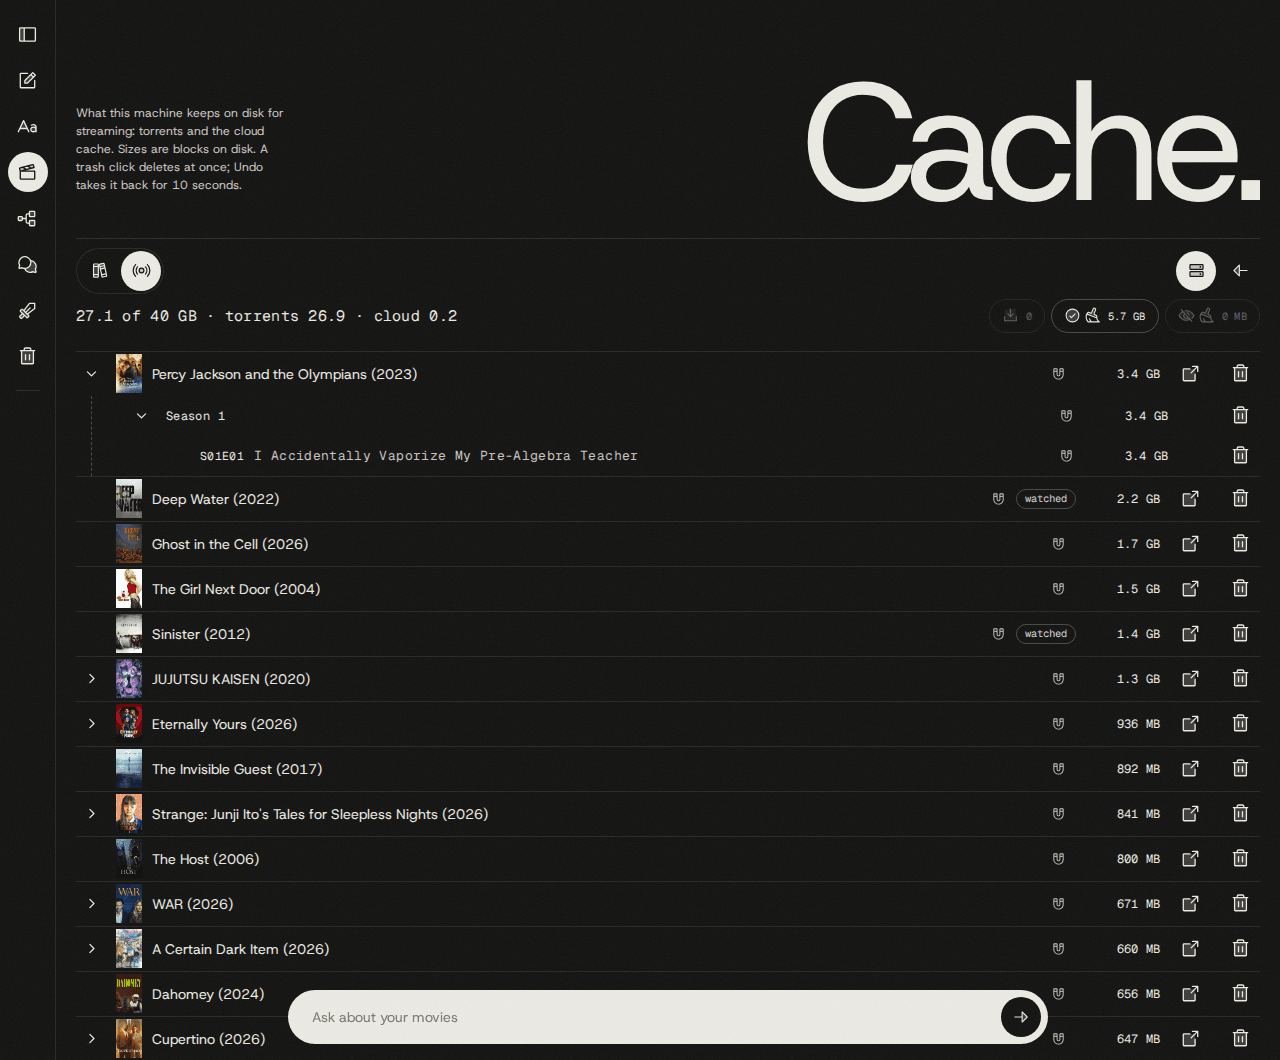 What this machine keeps on disk for
streaming: torrents and the cloud
cache. Sizes are blocks on disk. A
trash click deletes at once; Undo
takes it back for 10 seconds.
Cache.
Aa
27.1 of 40 GB · torrents 26.9 · cloud 0.2
0
5.7 GB
0 MB
Percy Jackson and the Olympians (2023) 3.4 GB
Season 1 3.4 GB
S01E01 I Accidentally Vaporize My Pre-Algebra Teacher 3.4 GB
Deep Water (2022) watched 2.2 GB
Ghost in the Cell (2026) 1.7 GB
The Girl Next Door (2004) 1.5 GB
Sinister (2012) watched 1.4 GB
JUJUTSU KAISEN (2020) 1.3 GB
Eternally Yours (2026) 936 MB
The Invisible Guest (2017) 892 MB
Strange: Junji Ito's Tales for Sleepless Nights (2026) 841 MB
The Host (2006) 800 MB
WAR (2026) 671 MB
A Certain Dark Item (2026) 660 MB
Dahomey (2024) 656 MB
Ask about your movies
Cupertino (2026) 647 MB